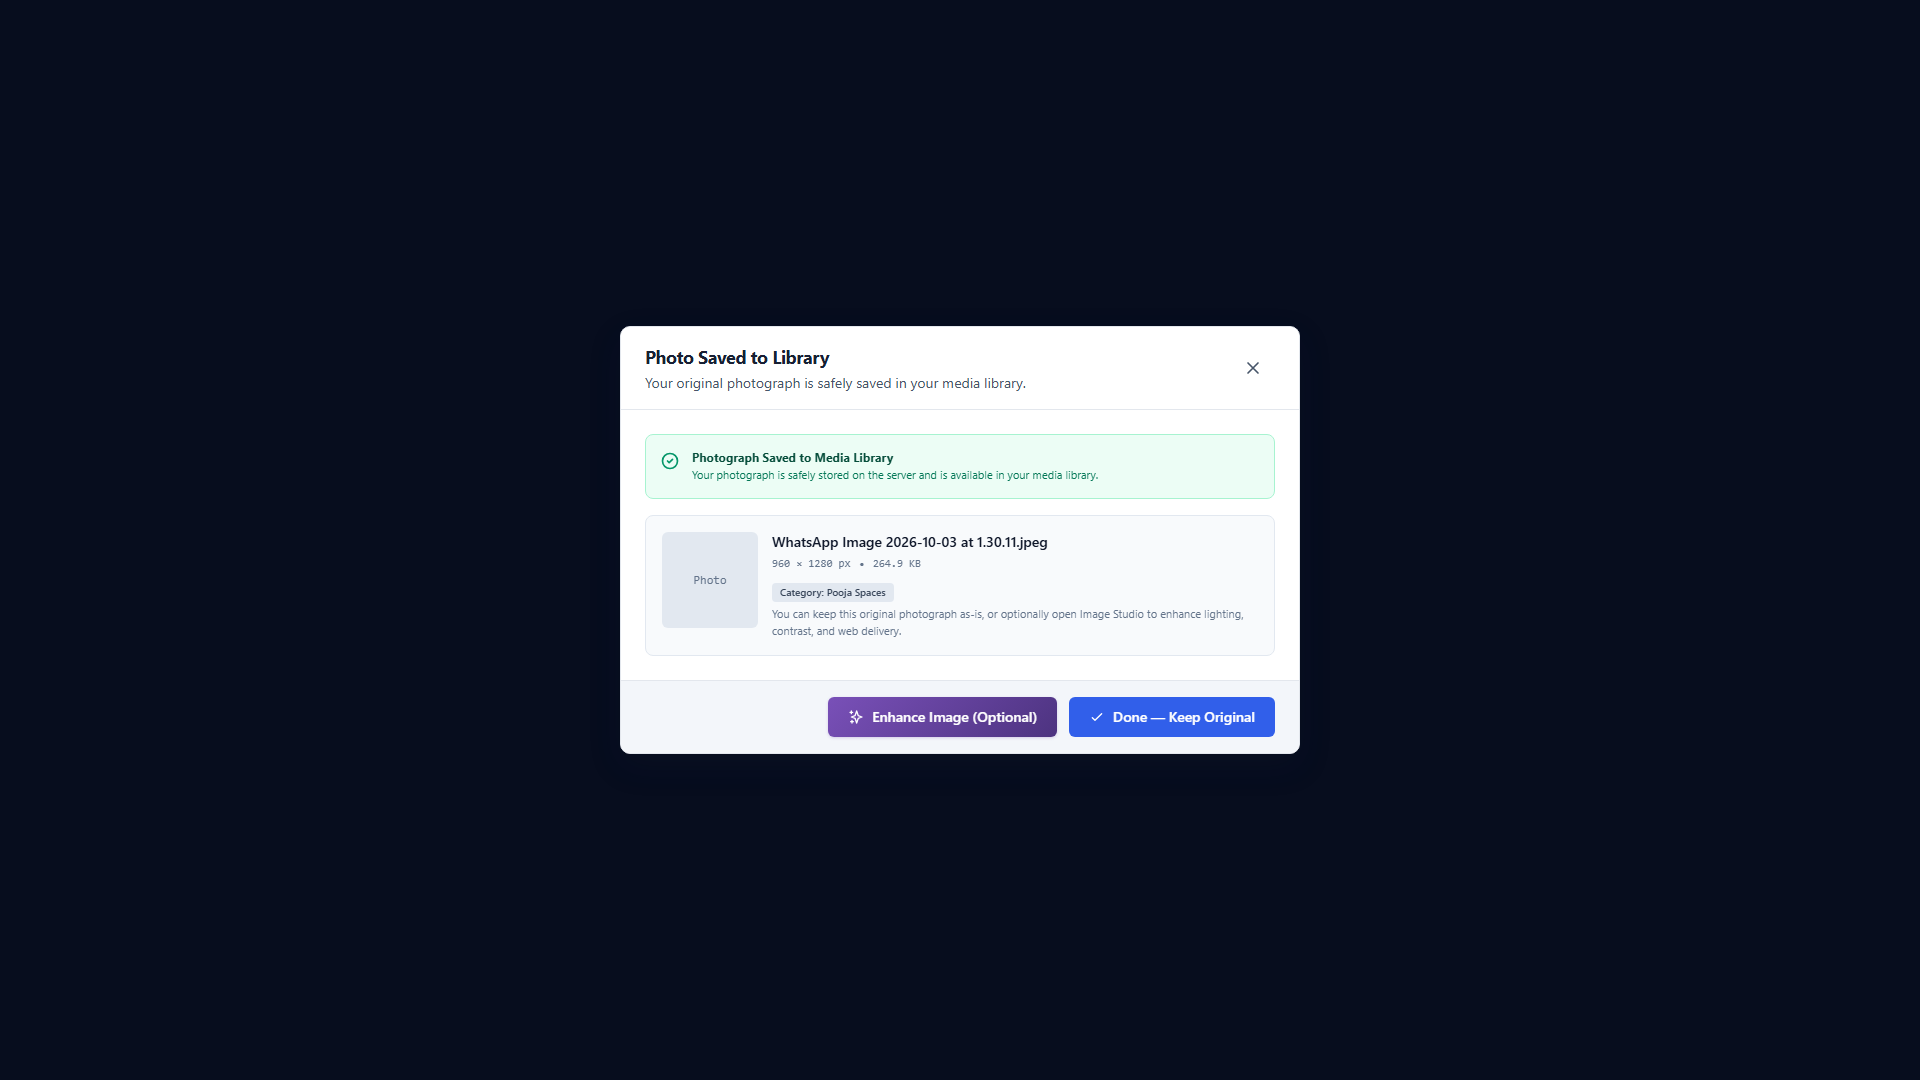 Photo Saved to Library
Your original photograph is safely saved in your media library.
Photograph Saved to Media Library
Your photograph is safely stored on the server and is available in your media library.
Photo
WhatsApp Image 2026-10-03 at 1.30.11.jpeg
960 × 1280 px • 264.9 KB
Category: Pooja Spaces
You can keep this original photograph as-is, or optionally open Image Studio to enhance lighting,
contrast, and web delivery.
Enhance Image (Optional)
Done — Keep Original